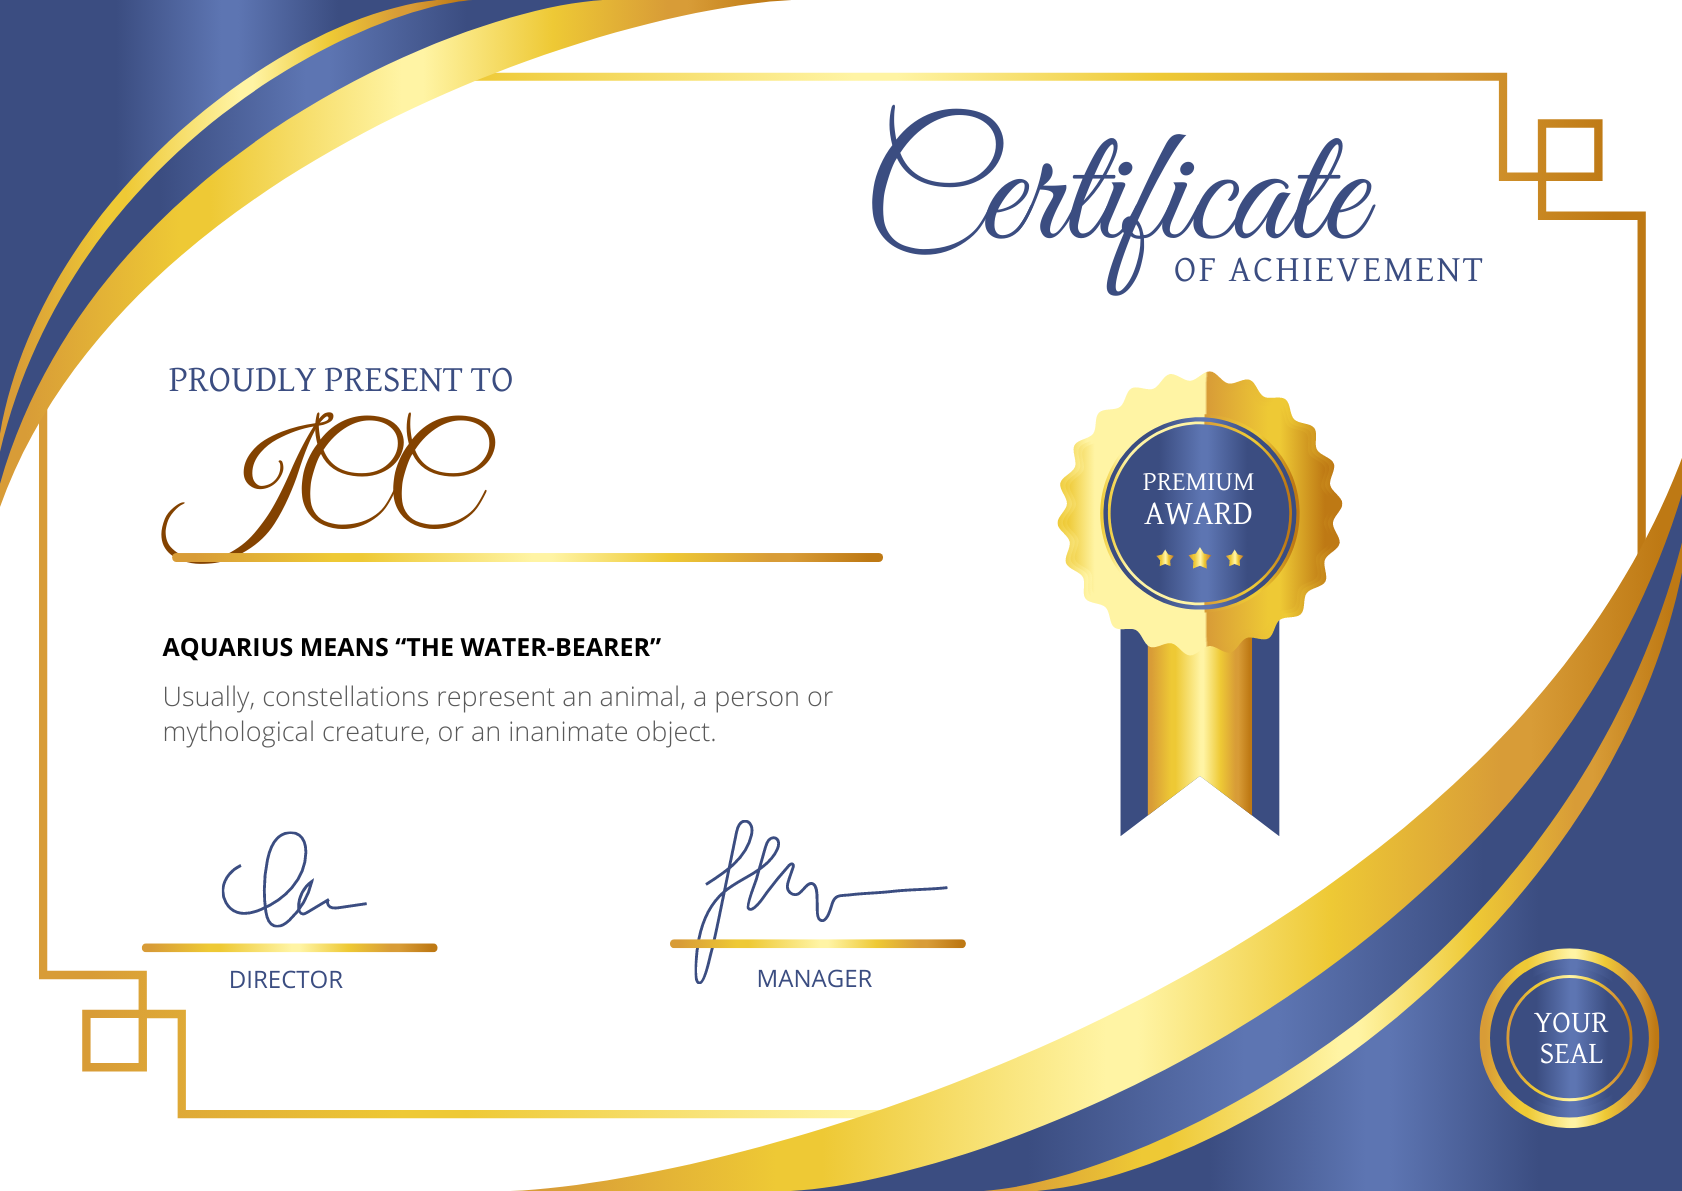 Certificate
OF ACHIEVEMENT
PROUDLY PRESENT TO
JCC
PREMIUM
AWARD
AQUARIUS MEANS “THE WATER-BEARER”
Usually, constellations represent an animal, a person or
mythological creature, or an inanimate object.
DIRECTOR
MANAGER
YOUR
SEAL